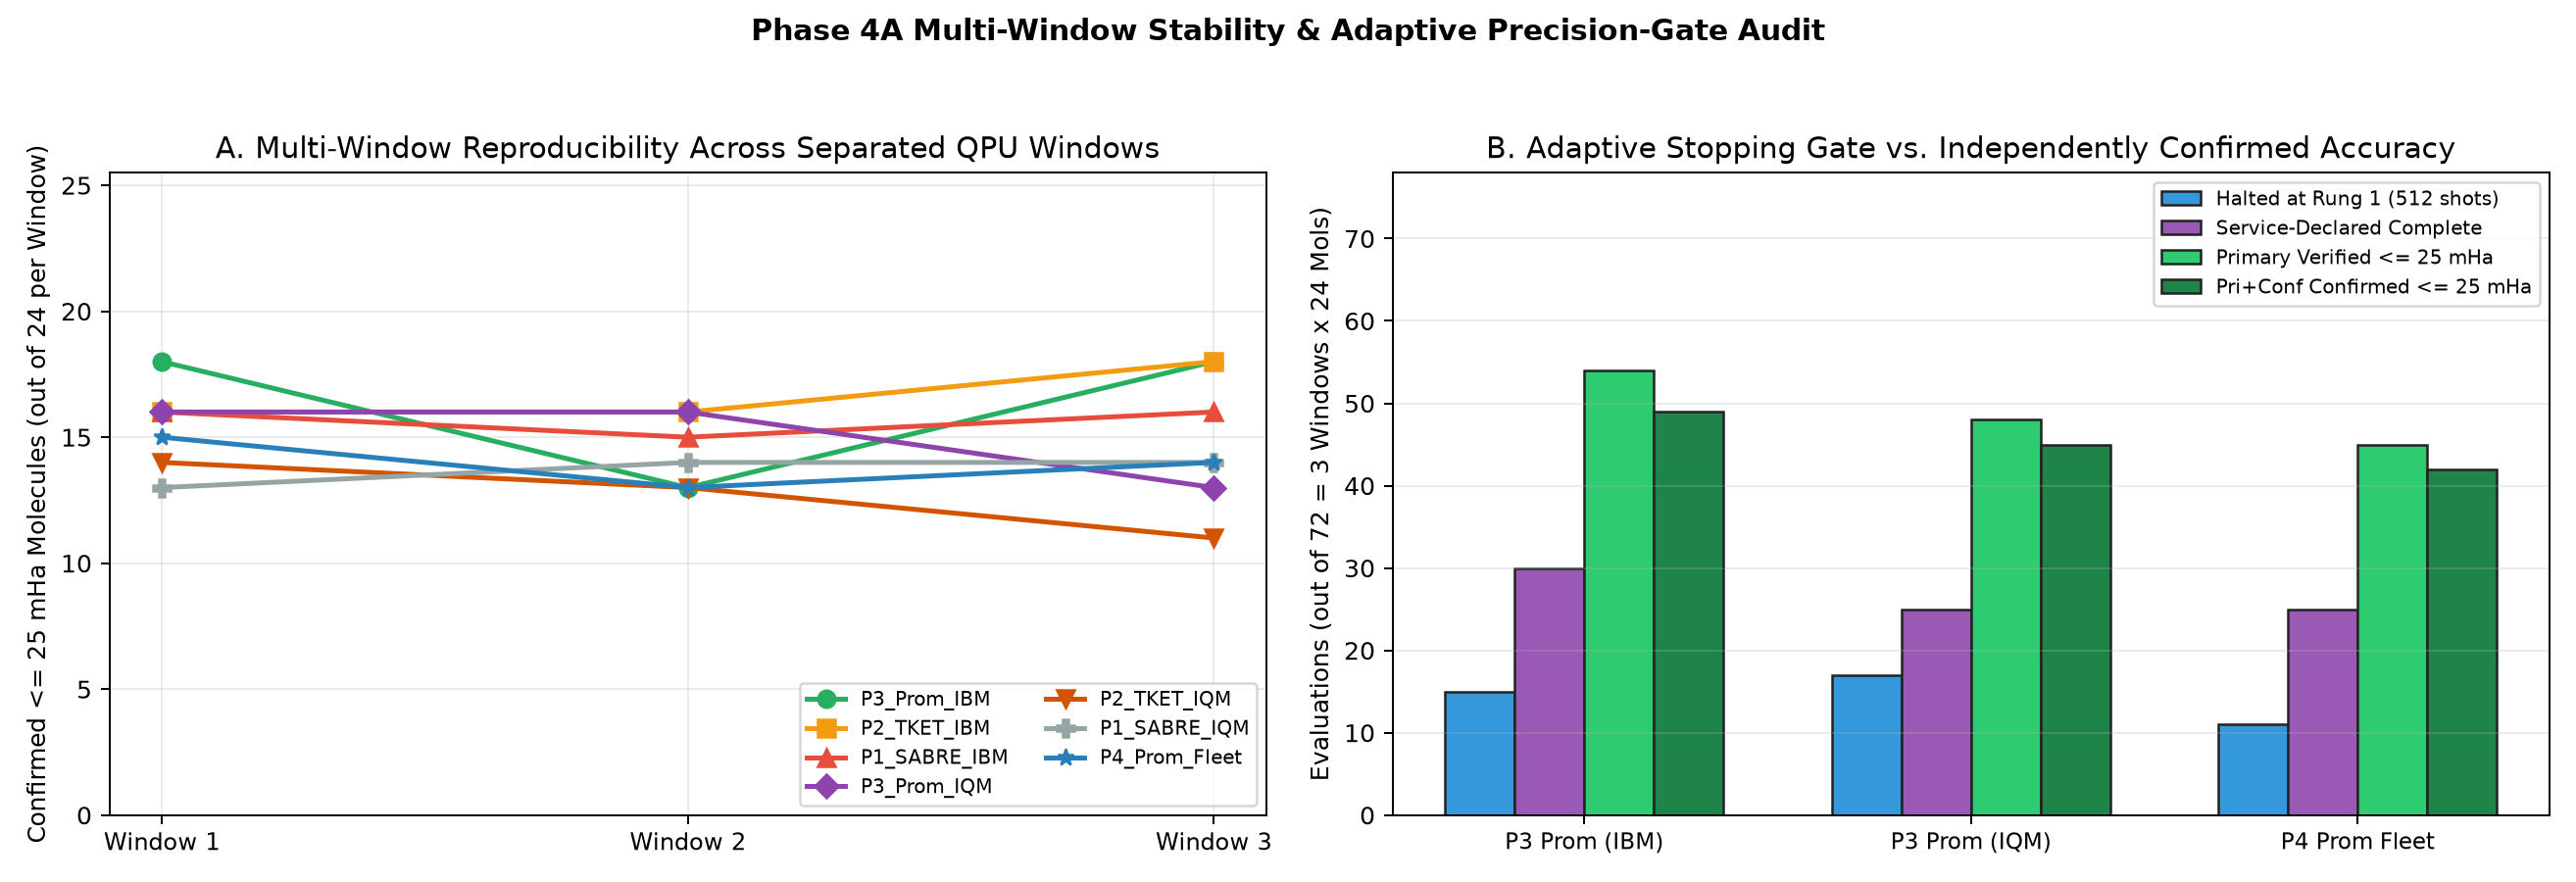 Phase 4A Multi-Window Stability & Adaptive Precision-Gate Audit
A. Multi-Window Reproducibility Across Separated QPU Windows
Confirmed <= 25 mHa Molecules (out of 24 per Window)
25
20
15
10
5
0
Window 1
Window 2
Window 3
P3_Prom_IBM
P2_TKET_IBM
P1_SABRE_IBM
P3_Prom_IQM
P2_TKET_IQM
P1_SABRE_IQM
P4_Prom_Fleet
B. Adaptive Stopping Gate vs. Independently Confirmed Accuracy
Evaluations (out of 72 = 3 Windows x 24 Mols)
70
60
50
40
30
20
10
0
P3 Prom (IBM)
P3 Prom (IQM)
P4 Prom Fleet
Halted at Rung 1 (512 shots)
Service-Declared Complete
Primary Verified <= 25 mHa
Pri+Conf Confirmed <= 25 mHa